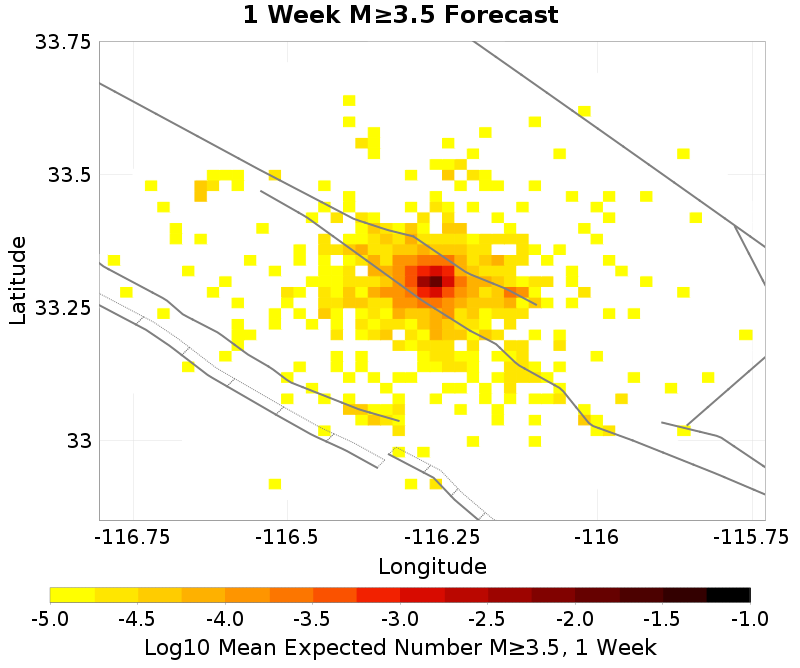 1 Week M≥3.5 Forecast
33.75
33.5
33.25
33
Latitude
-116.75 -116.5 -116.25 -116 -115.75
Longitude
-5.0 -4.5 -4.0 -3.5 -3.0 -2.5 -2.0 -1.5 -1.0
Log10 Mean Expected Number M≥3.5, 1 Week